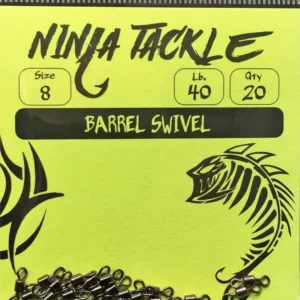 NINJA TACKLE
Size Lb. Qty
8 40 20
BARREL SWIVEL